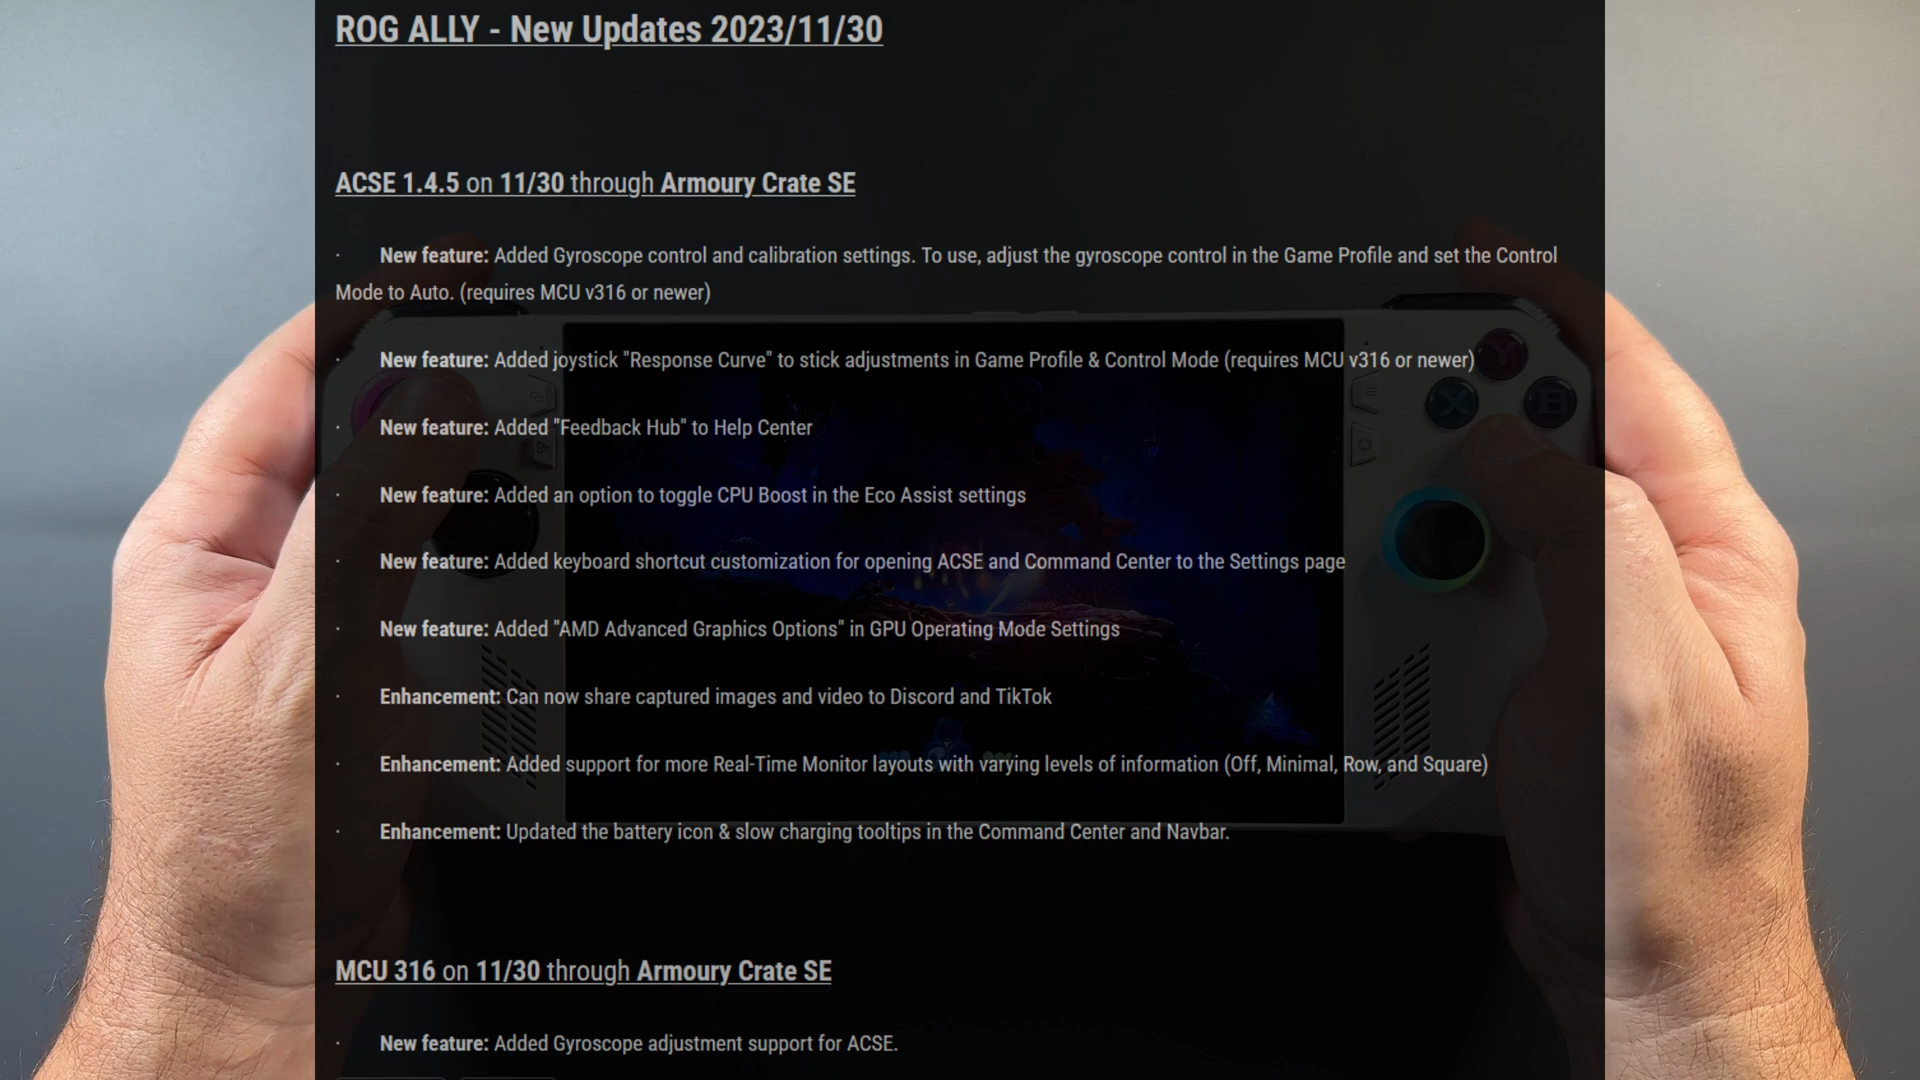 ROG ALLY - New Updates 2023/11/30
ACSE 1.4.5 on 11/30 through Armoury Crate SE
· New feature: Added Gyroscope control and calibration settings. To use, adjust the gyroscope control in the Game Profile and set the Control
Mode to Auto. (requires MCU v316 or newer)
· New feature: Added joystick "Response Curve" to stick adjustments in Game Profile & Control Mode (requires MCU v316 or newer)
· New feature: Added "Feedback Hub" to Help Center
· New feature: Added an option to toggle CPU Boost in the Eco Assist settings
· New feature: Added keyboard shortcut customization for opening ACSE and Command Center to the Settings page
· New feature: Added "AMD Advanced Graphics Options" in GPU Operating Mode Settings
· Enhancement: Can now share captured images and video to Discord and TikTok
· Enhancement: Added support for more Real-Time Monitor layouts with varying levels of information (Off, Minimal, Row, and Square)
· Enhancement: Updated the battery icon & slow charging tooltips in the Command Center and Navbar.
MCU 316 on 11/30 through Armoury Crate SE
· New feature: Added Gyroscope adjustment support for ACSE.
Y
X
B